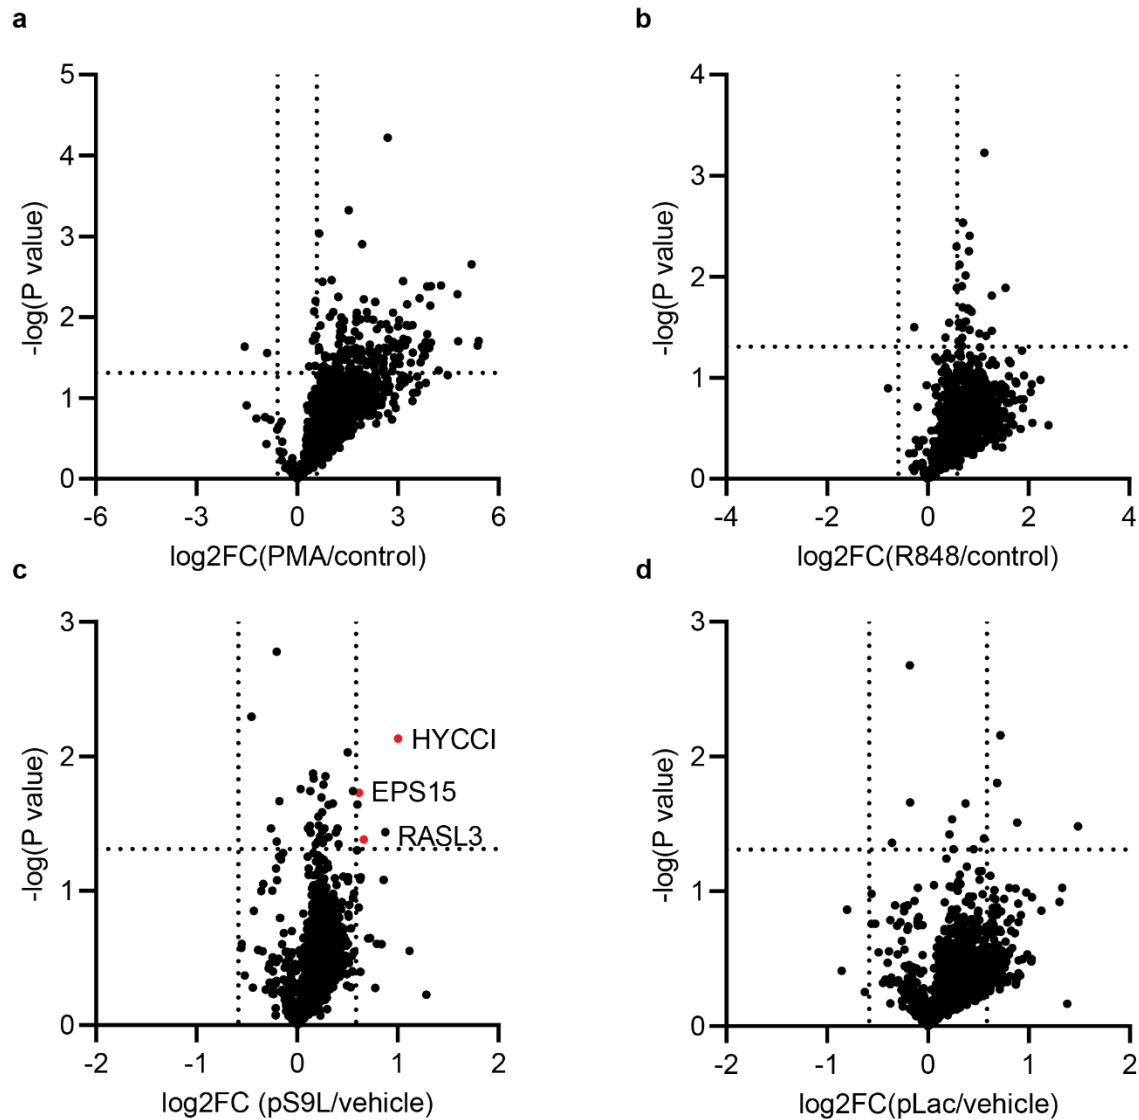 a
b
5
4
3
2
1
0
-6
-3
0
3
6
-log(P value)
log2FC(PMA/control)
4
3
2
1
0
-4
-2
0
2
4
-log(P value)
log2FC(R848/control)
c
d
3
2
1
0
-2
-1
0
1
2
HYCCI
EPS15
RASL3
-log(P value)
log2FC (pS9L/vehicle)
3
2
1
0
-2
-1
0
1
2
-log(P value)
log2FC(pLac/vehicle)